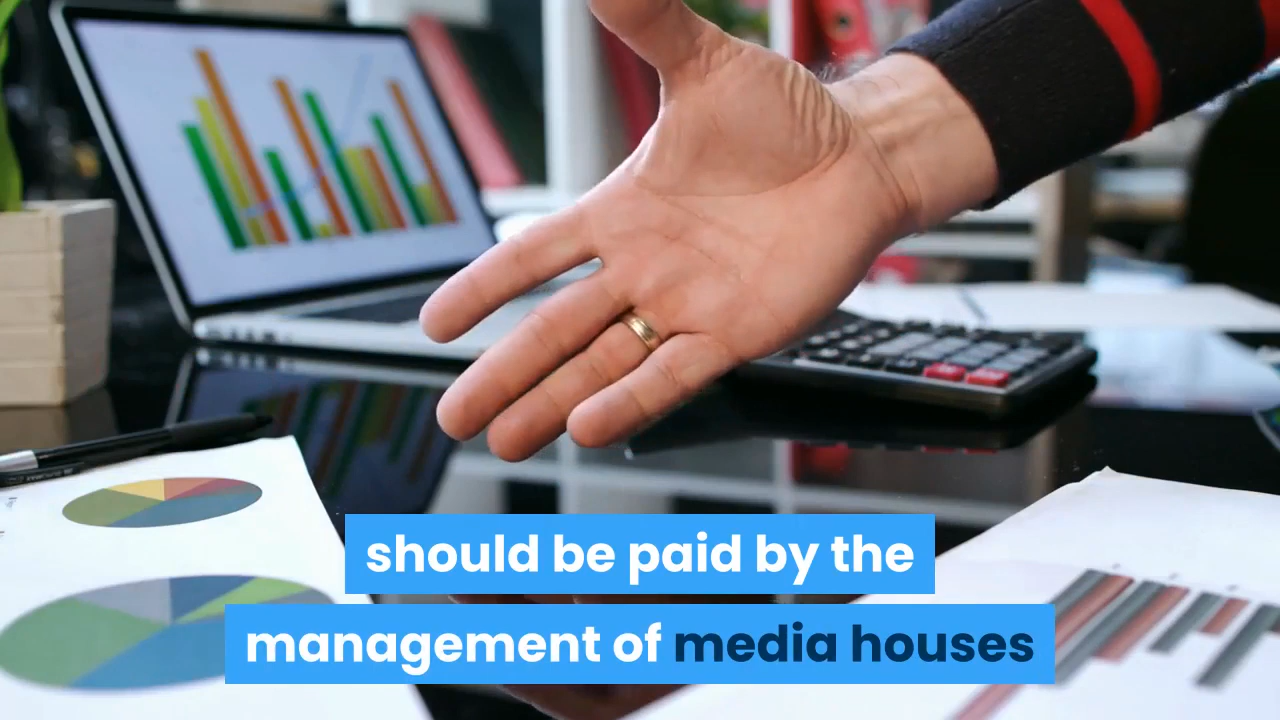 should be paid by the
management of media houses